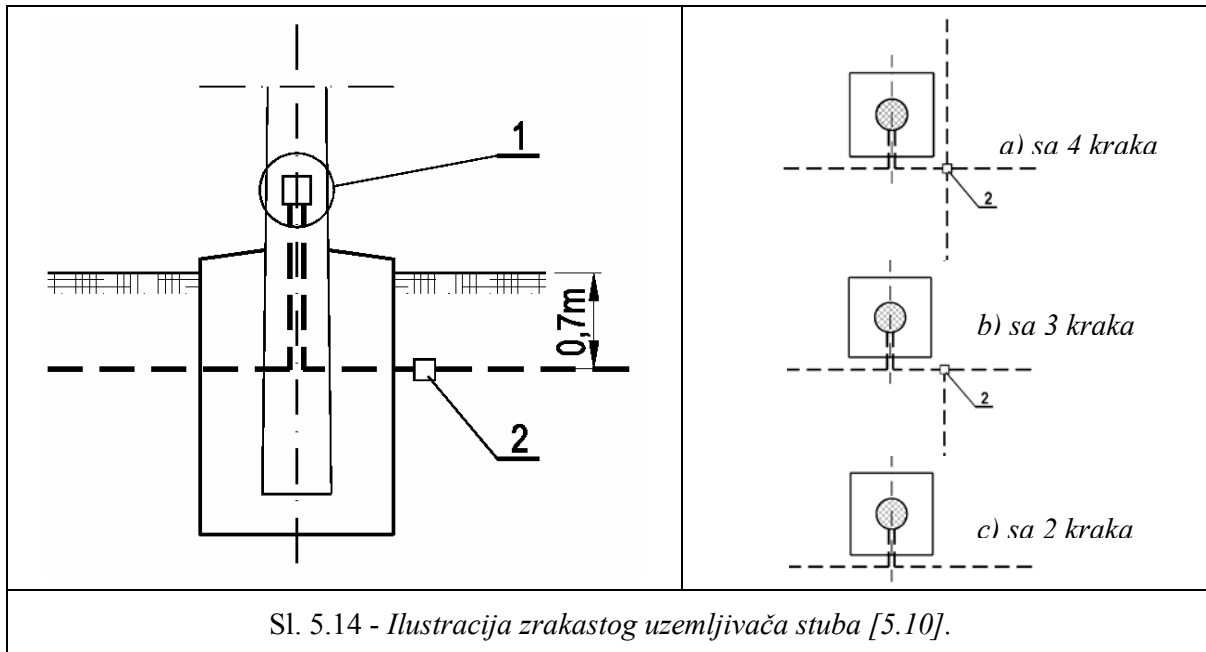 1
0,7m
2
a) sa 4 kraka
2
b) sa 3 kraka
2
c) sa 2 kraka
Sl. 5.14 - Ilustracija zrakastog uzemljivača stuba [5.10].